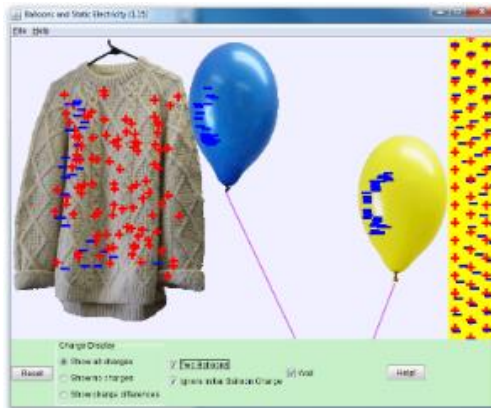 Balloons and Static Electricity (1.15)
File Help
Charge Display
Show all charges
Show no charges
Show charge differences
Two Balloons
Ignore Initial Balloon Charge
Wall
Reset
Help!